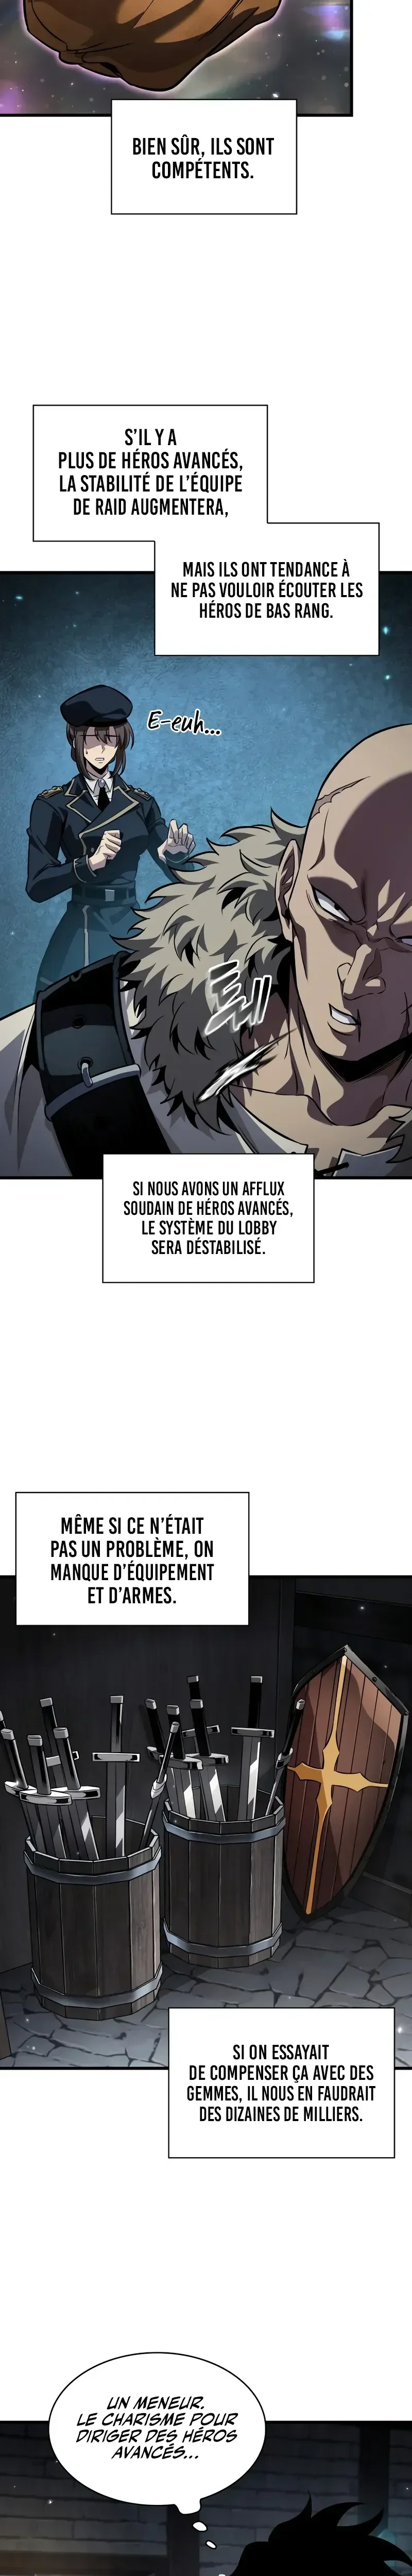 BIEN SÛR, ILS SONT
COMPÉTENTS.
S'IL Y A
PLUS DE HÉROS AVANCÉS,
LA STABILITÉ DE L'ÉQUIPE
DE RAID AUGMENTERA,
MAIS ILS ONT TENDANCE À
NE PAS VOULOIR ÉCOUTER LES
HÉROS DE BAS RANG.
E-euh...
SI NOUS AVONS UN AFFLUX
SOUDAIN DE HÉROS AVANCÉS,
LE SYSTÈME DU LOBBY
SERA DÉSTABILISÉ.
MÊME SI CE N'ÉTAIT
PAS UN PROBLÈME, ON
MANQUE D'ÉQUIPEMENT
ET D'ARMES.
SI ON ESSAYAIT
DE COMPENSER ÇA AVEC DES
GEMMES, IL NOUS EN FAUDRAIT
DES DIZAINES DE MILLIERS.
UN MENEUR.
LE CHARISME POUR
DIRIGER DES HÉROS
AVANCÉS...